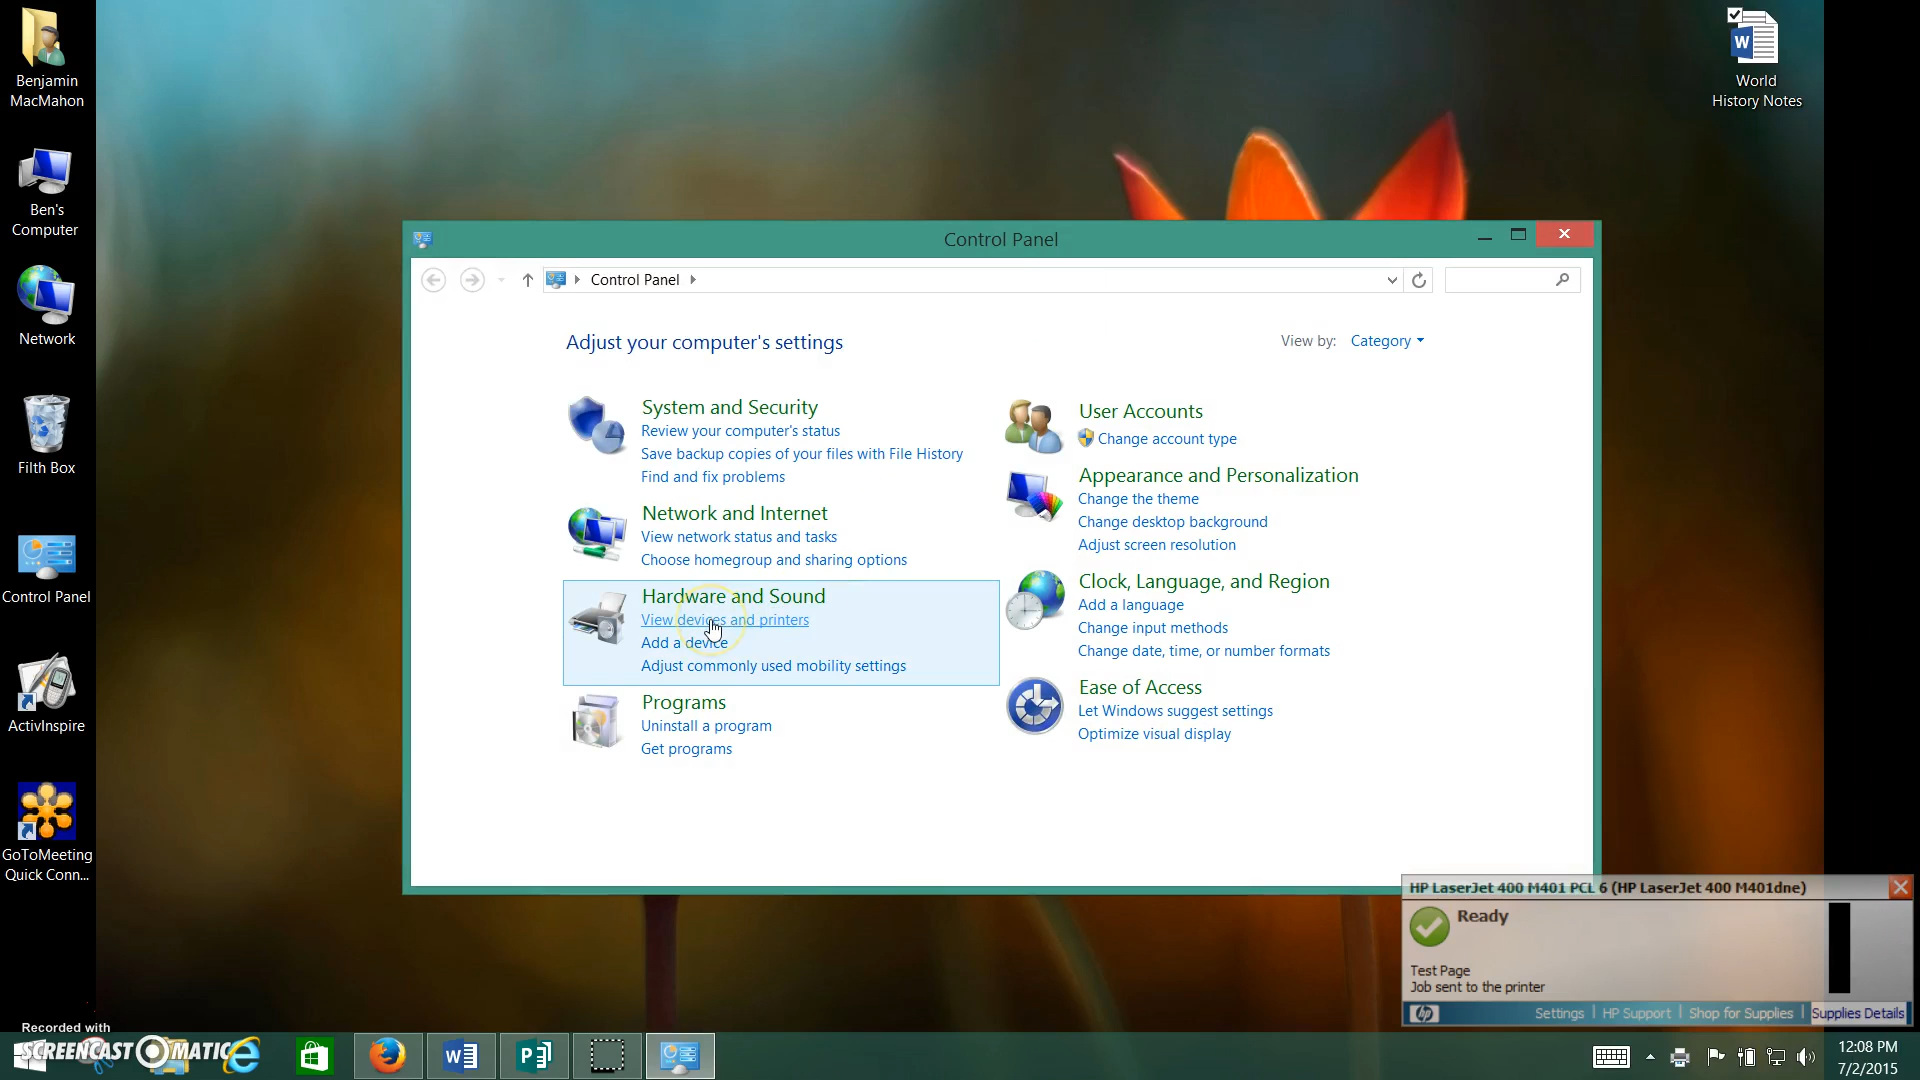 Benjamin
MacMahon
Ben's
Computer
Network
Filth Box
Control Panel
ActivInspire
GoToMeeting
Quick Conn...
World
History Notes
Control Panel
Control Panel
Adjust your computer's settings
View by: Category
System and Security
Review your computer's status
Save backup copies of your files with File History
Find and fix problems
Network and Internet
View network status and tasks
Choose homegroup and sharing options
Hardware and Sound
View devices and printers
Add a device
Adjust commonly used mobility settings
Programs
Uninstall a program
Get programs
User Accounts
Change account type
Appearance and Personalization
Change the theme
Change desktop background
Adjust screen resolution
Clock, Language, and Region
Add a language
Change input methods
Change date, time, or number formats
Ease of Access
Let Windows suggest settings
Optimize visual display
HP LaserJet 400 M401 PCL 6 (HP LaserJet 400 M401dne)
Ready
Test Page
Job sent to the printer
hp Settings | HP Support | Shop for Supplies | Supplies Details
Recorded with
SCREENCAST MATIC
12:08 PM
7/2/2015